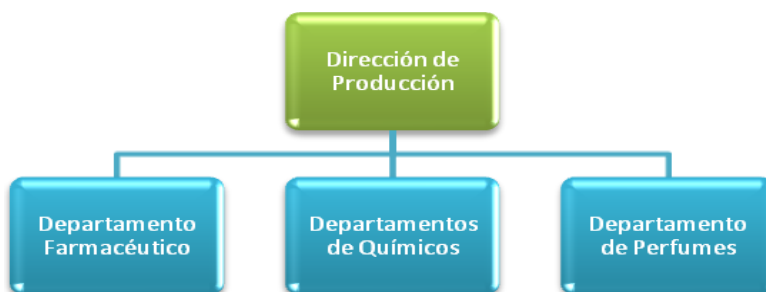 Dirección de
Producción
Departamento
Farmacéutico
Departamentos
de Químicos
Departamento
de Perfumes